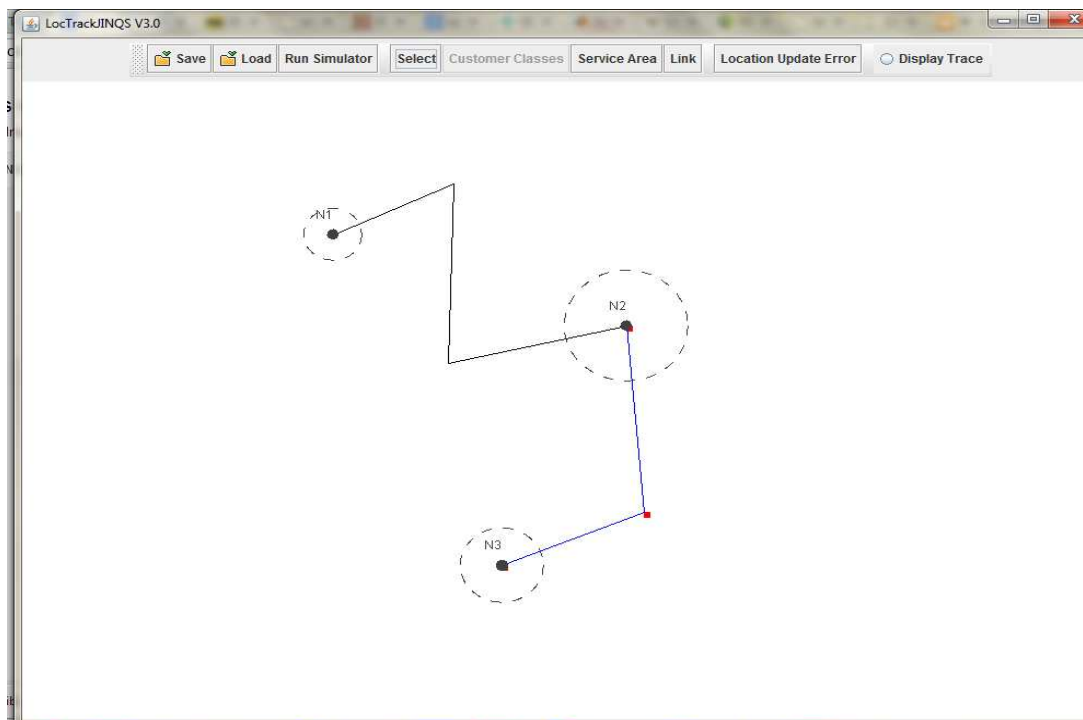 LocTrackJINQS V3.0
Save Load Run Simulator Select Customer Classes Service Area Link Location Update Error Display Trace
N1
N2
N3